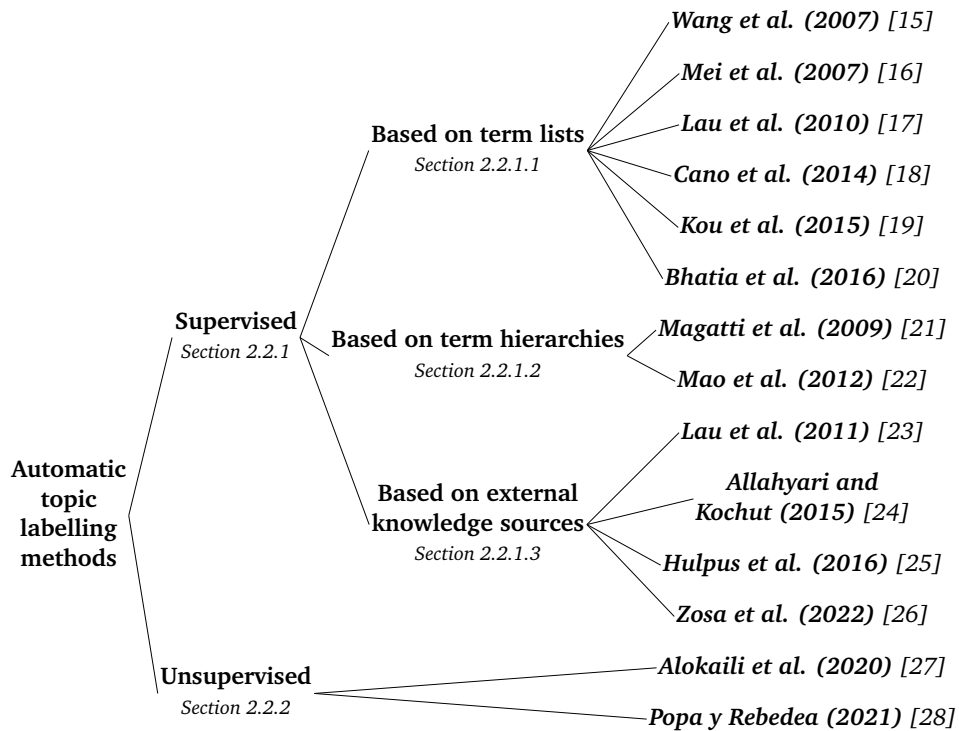 Automatic
topic
labelling
methods
Supervised
Section 2.2.1
Based on term lists
Section 2.2.1.1
Wang et al. (2007) [15]
Mei et al. (2007) [16]
Lau et al. (2010) [17]
Cano et al. (2014) [18]
Kou et al. (2015) [19]
Bhatia et al. (2016) [20]
Based on term hierarchies
Section 2.2.1.2
Magatti et al. (2009) [21]
Mao et al. (2012) [22]
Based on external
knowledge sources
Section 2.2.1.3
Lau et al. (2011) [23]
Allahyari and
Kochut (2015) [24]
Hulpus et al. (2016) [25]
Zosa et al. (2022) [26]
Unsupervised
Section 2.2.2
Alokaili et al. (2020) [27]
Popa y Rebedea (2021) [28]